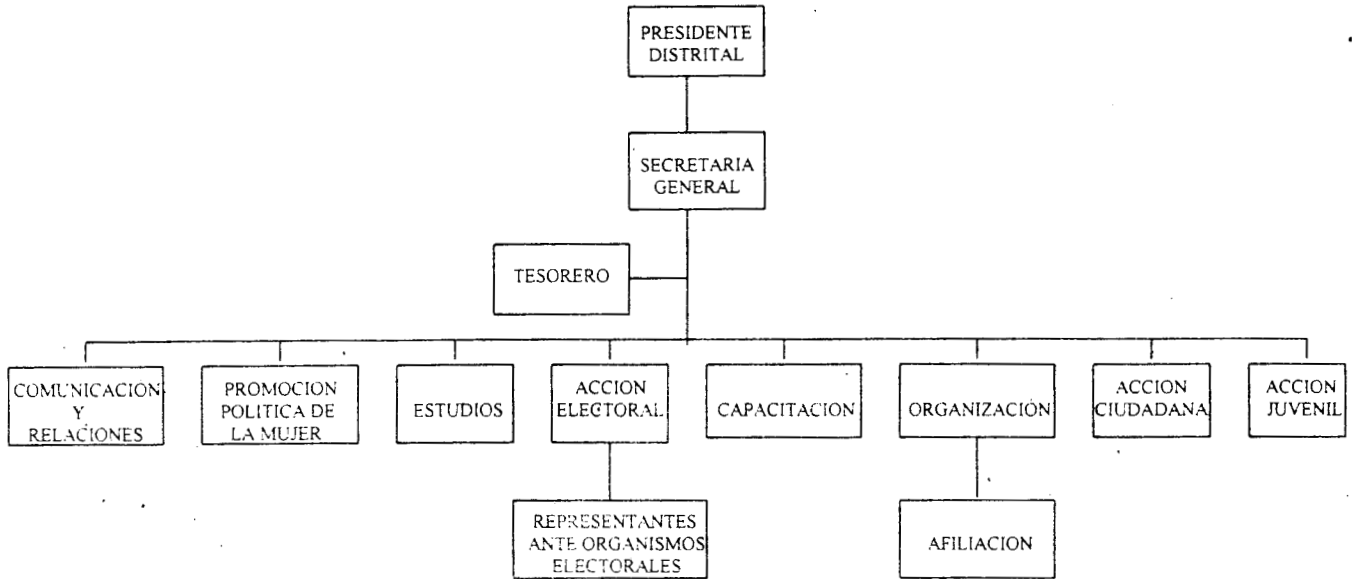 PRESIDENTE
DISTRITAL
SECRETARIA
GENERAL
TESORERO
COMUNICACION
Y
RELACIONES
PROMOCION
POLITICA DE
LA MUJER
ESTUDIOS
ACCION
ELECTORAL
CAPACITACION
ORGANIZACIÓN
ACCION
CIUDADANA
ACCION
JUVENIL
REPRESENTANTES
ANTE ORGANISMOS
ELECTORALES
AFILIACION